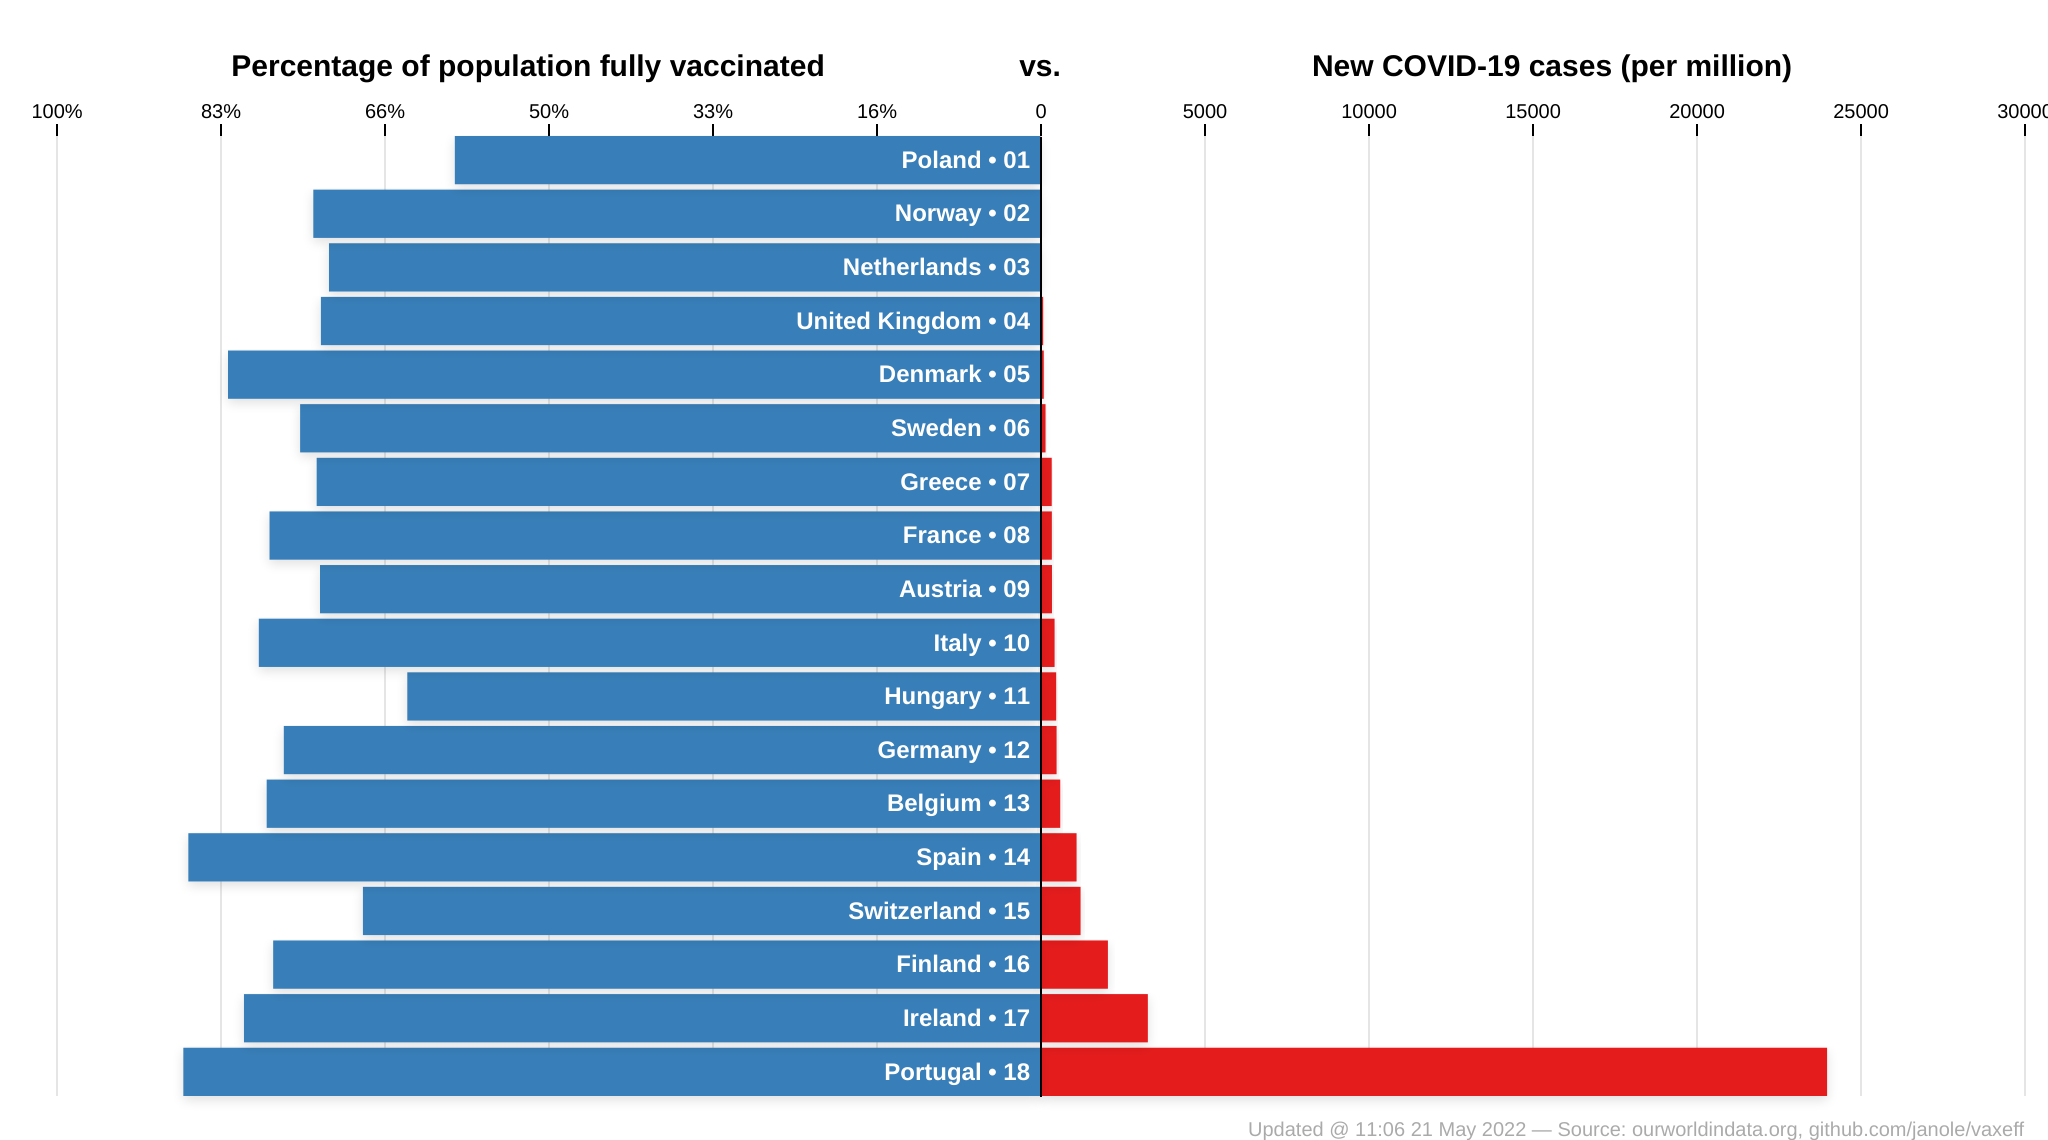 Percentage of population fully vaccinated vs. New COVID-19 cases (per million)
100% 83% 66% 50% 33% 16% 0 5000 10000 15000 20000 25000 30000
Poland • 01
Norway • 02
Netherlands • 03
United Kingdom • 04
Denmark • 05
Sweden • 06
Greece • 07
France • 08
Austria • 09
Italy • 10
Hungary • 11
Germany • 12
Belgium • 13
Spain • 14
Switzerland • 15
Finland • 16
Ireland • 17
Portugal • 18
Updated @ 11:06 21 May 2022 — Source: ourworldindata.org, github.com/janole/vaxeff